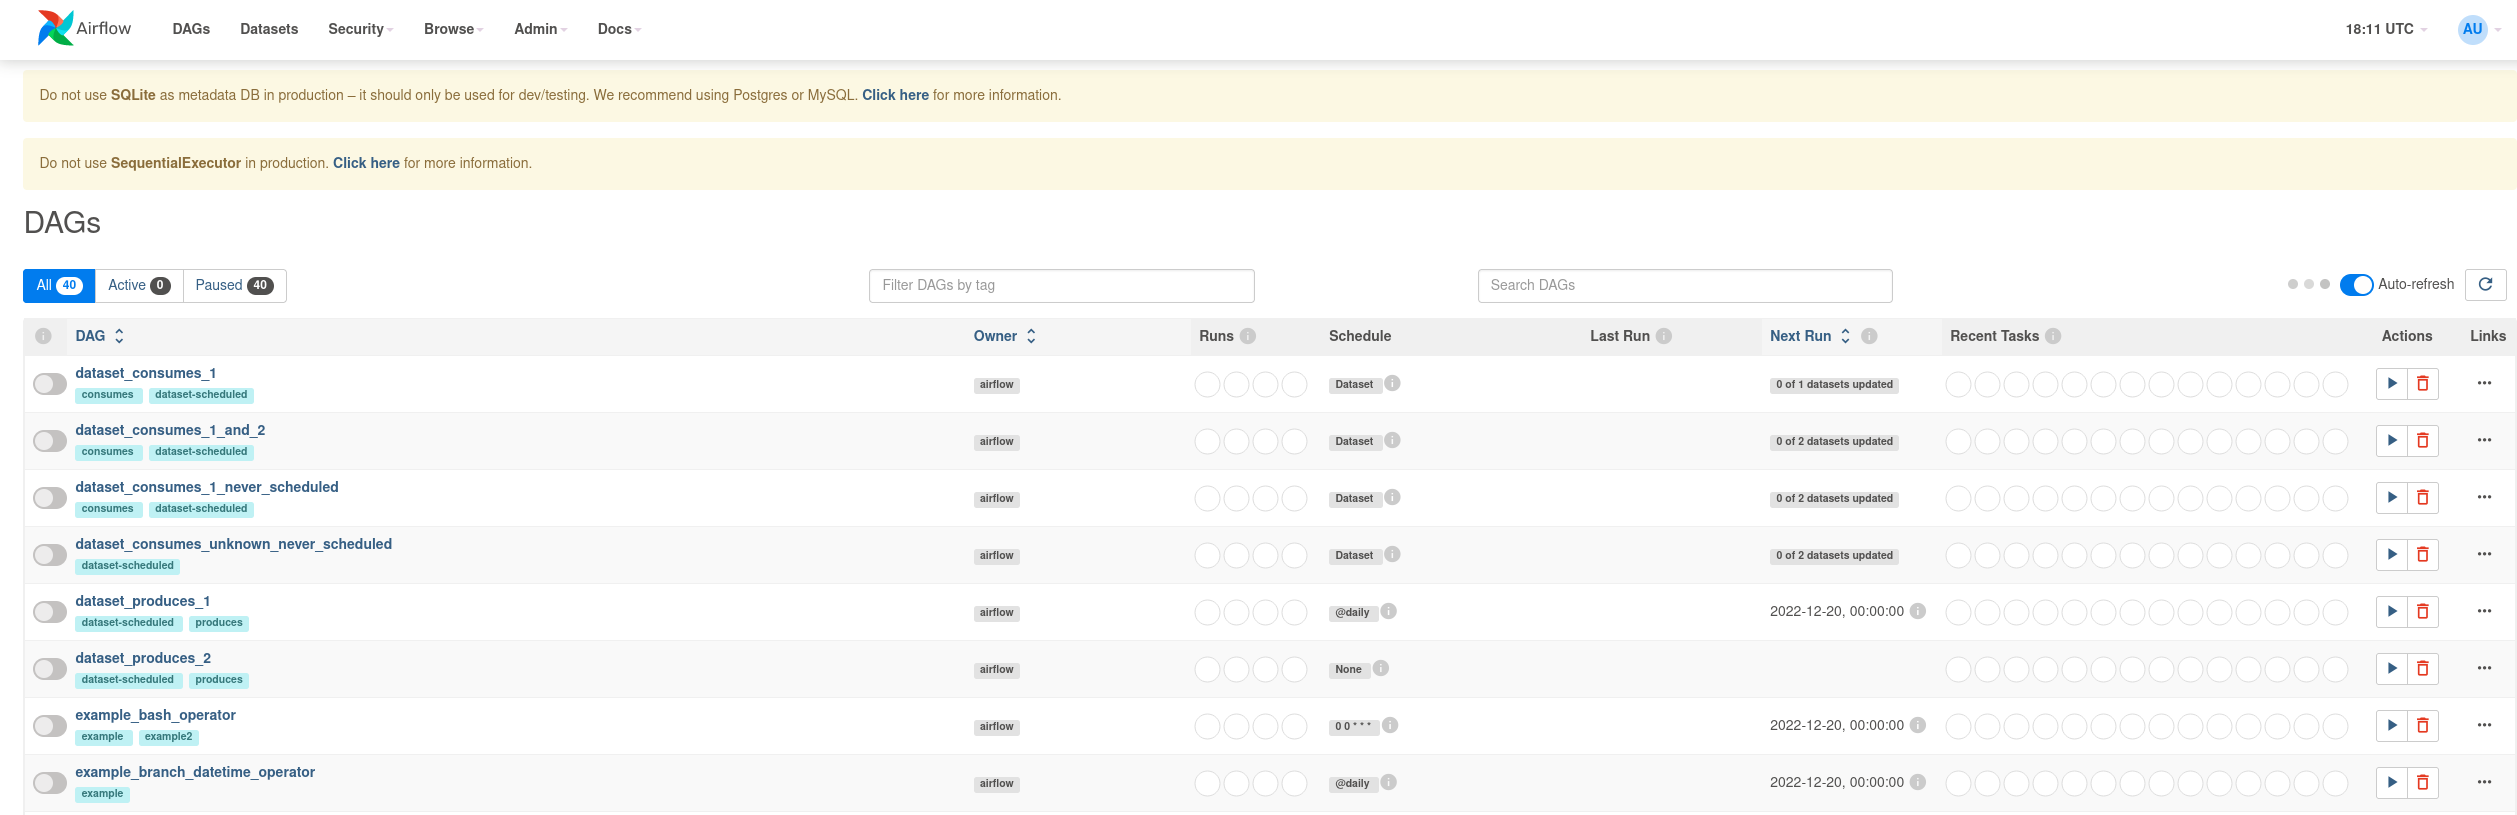 Airflow DAGs Datasets Security Browse Admin Docs 18:11 UTC AU
Do not use SQLite as metadata DB in production – it should only be used for dev/testing. We recommend using Postgres or MySQL. Click here for more information.
Do not use SequentialExecutor in production. Click here for more information.
DAGs
All 40 Active 0 Paused 40 Filter DAGs by tag Search DAGs Auto-refresh
DAG Owner Runs Schedule Last Run Next Run Recent Tasks Actions Links
dataset_consumes_1
consumes dataset-scheduled airflow Dataset 0 of 1 datasets updated
dataset_consumes_1_and_2
consumes dataset-scheduled airflow Dataset 0 of 2 datasets updated
dataset_consumes_1_never_scheduled
consumes dataset-scheduled airflow Dataset 0 of 2 datasets updated
dataset_consumes_unknown_never_scheduled
dataset-scheduled airflow Dataset 0 of 2 datasets updated
dataset_produces_1
dataset-scheduled produces airflow @daily 2022-12-20, 00:00:00
dataset_produces_2
dataset-scheduled produces airflow None
example_bash_operator
example example2 airflow 0 0 * * * 2022-12-20, 00:00:00
example_branch_datetime_operator
example airflow @daily 2022-12-20, 00:00:00